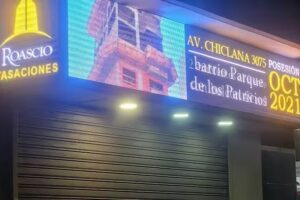 ROASCIO
TASACIONES
AV. CHICLANA 3075
barrio Parque
de los Patricios
POSESIÓN
OCT
2021